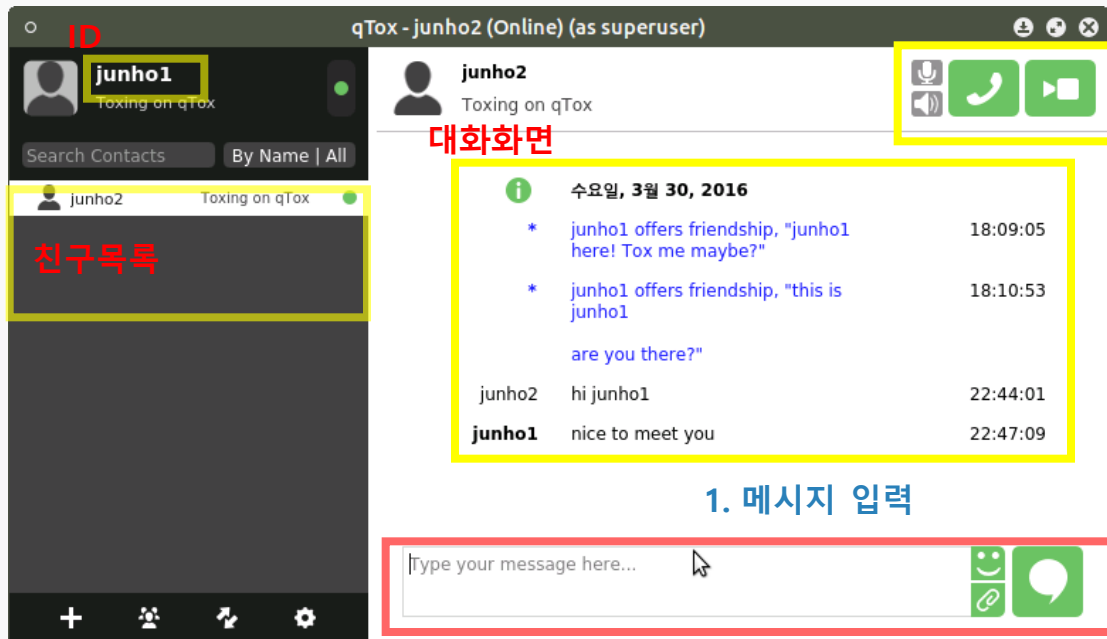 qTox - junho2 (Online) (as superuser)
ID
junho1
Toxing on qTox
Search Contacts
By Name | All
junho2 Toxing on qTox
친구목록
junho2
Toxing on qTox
대화화면
수요일, 3월 30, 2016
* junho1 offers friendship, "junho1 18:09:05
here! Tox me maybe?"
* junho1 offers friendship, "this is 18:10:53
junho1
are you there?"
junho2 hi junho1 22:44:01
junho1 nice to meet you 22:47:09
1. 메시지 입력
Type your message here...